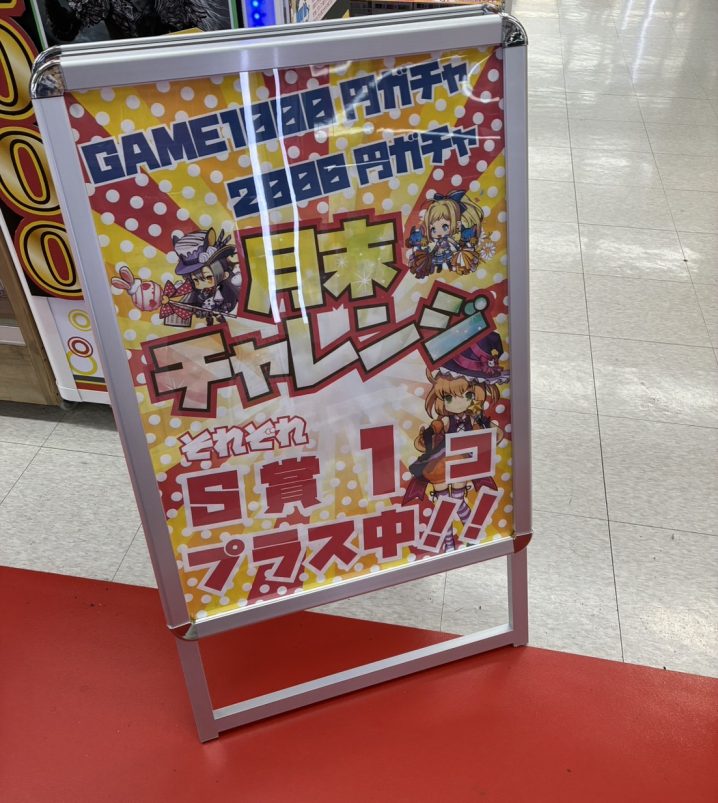 GAME1000円ガチャ
2000円ガチャ
月末
チャレンジ
それぞれ
S賞1コ
プラス中!!